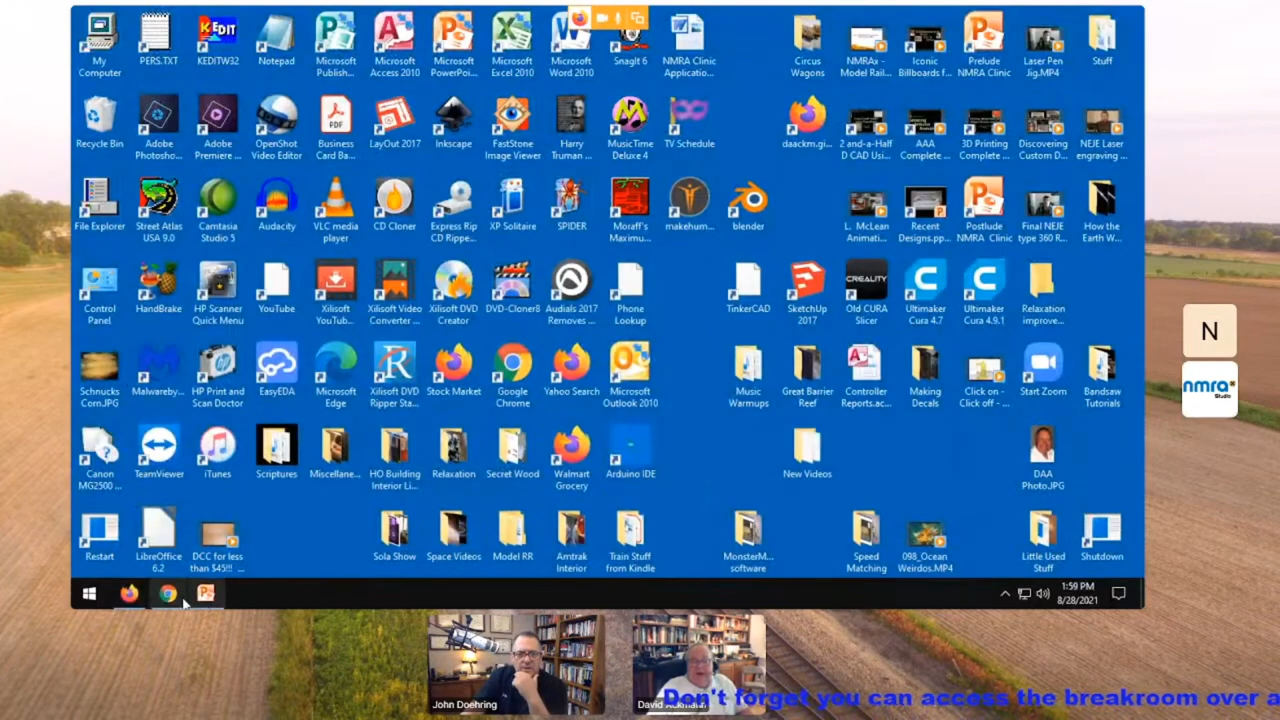 My Computer
PERS.TXT
KEDITW32
Notepad
Microsoft Publish...
Microsoft Access 2010
Microsoft PowerPoi...
Microsoft Excel 2010
Microsoft Word 2010
SnagIt 6
NMRA Clinic Applicatio...
Circus Wagons
NMRAx - Model Rail...
Iconic Billboards f...
Prelude NMRA Clinic
Laser Pen Jig.MP4
Stuff
Recycle Bin
Adobe Photosho...
Adobe Premiere ...
OpenShot Video Editor
Business Card Ba...
LayOut 2017
Inkscape
FastStone Image Viewer
Harry Truman ...
MusicTime Deluxe 4
TV Schedule
daackm.gi...
2 and-a-Half D CAD Usi...
AAA Complete ...
3D Printing Complete ...
Discovering Custom D...
NEJE Laser engraving ...
File Explorer
Street Atlas USA 9.0
Camtasia Studio 5
Audacity
VLC media player
CD Cloner
Express Rip CD Rippe...
XP Solitaire
SPIDER
Moraff's Maximu...
makehum...
blender
L. McLean Animati...
Recent Designs.pp...
Postlude NMRA Clinic
Final NEJE type 360 R...
How the Earth W...
Control Panel
HandBrake
HP Scanner Quick Menu
YouTube
Xilisoft YouTub...
Xilisoft Video Converter ...
Xilisoft DVD Creator
DVD-Cloner8
Audials 2017 Removes ...
Phone Lookup
TinkerCAD
SketchUp 2017
CREALITY
Old CURA Slicer
Ultimaker Cura 4.7
Ultimaker Cura 4.9.1
Relaxation improve...
Schnucks Corn.JPG
Malwareby...
HP Print and Scan Doctor
EasyEDA
Microsoft Edge
Xilisoft DVD Ripper Sta...
Stock Market
Google Chrome
Yahoo Search
Microsoft Outlook 2010
Music Warmups
Great Barrier Reef
Controller Reports.ac...
Making Decals
Click on - Click off - ...
Start Zoom
Bandsaw Tutorials
Canon MG2500 ...
TeamViewer
iTunes
Scriptures
Miscellane...
HO Building Interior Li...
Relaxation
Secret Wood
Walmart Grocery
Arduino IDE
New Videos
DAA Photo.JPG
Restart
LibreOffice 6.2
DCC for less than $45!!! ...
Sola Show
Space Videos
Model RR
Amtrak Interior
Train Stuff from Kindle
MonsterM... software
Speed Matching
098_Ocean Weirdos.MP4
Little Used Stuff
Shutdown
1:59 PM
8/28/2021
N
nmra
Studio
John Doehring
David Ackmann
Don't forget you can access the breakroom over a